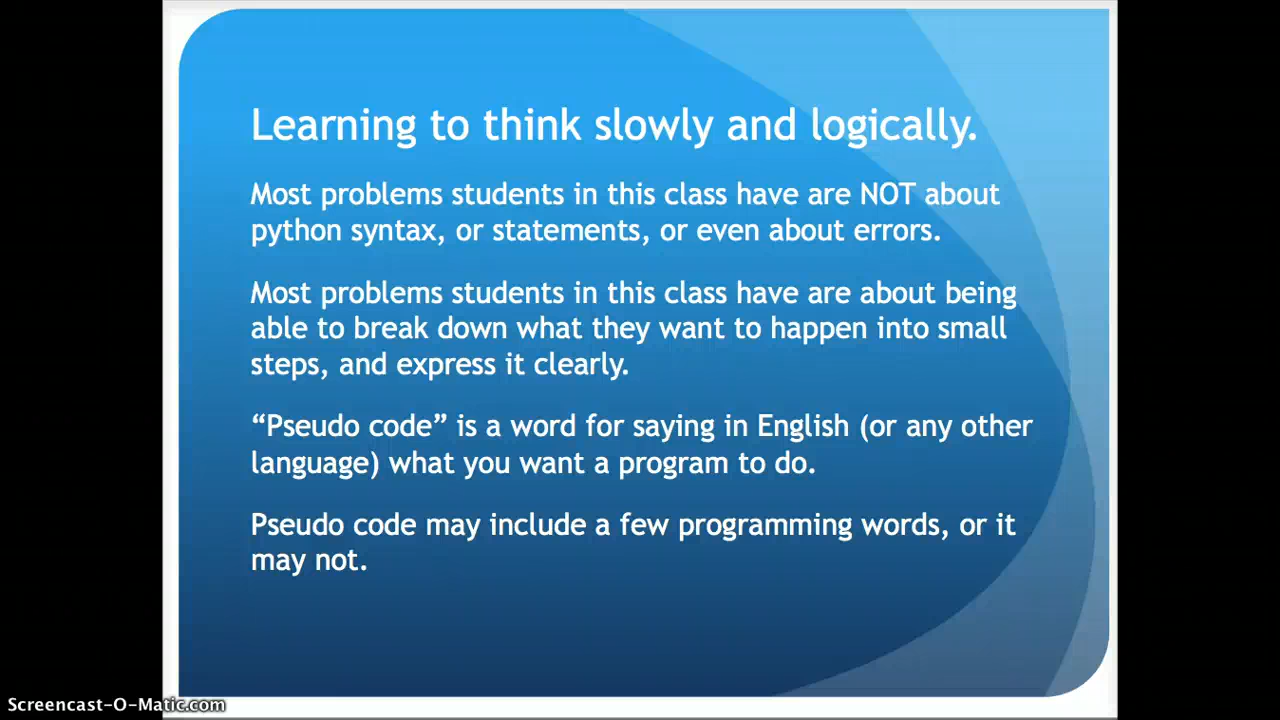 Learning to think slowly and logically.
Most problems students in this class have are NOT about
python syntax, or statements, or even about errors.
Most problems students in this class have are about being
able to break down what they want to happen into small
steps, and express it clearly.
“Pseudo code” is a word for saying in English (or any other
language) what you want a program to do.
Pseudo code may include a few programming words, or it
may not.
Screencast-O-Matic.com